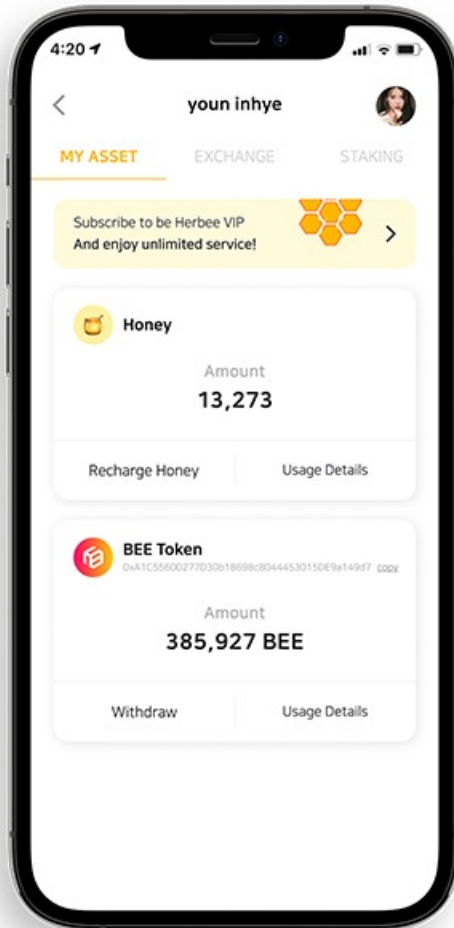 4:20
youn inhye
MY ASSET
EXCHANGE
STAKING
Subscribe to be Herbee VIP
And enjoy unlimited service!
Honey
Amount
13,273
Recharge Honey
Usage Details
BEE Token
copy
Amount
385,927 BEE
Withdraw
Usage Details